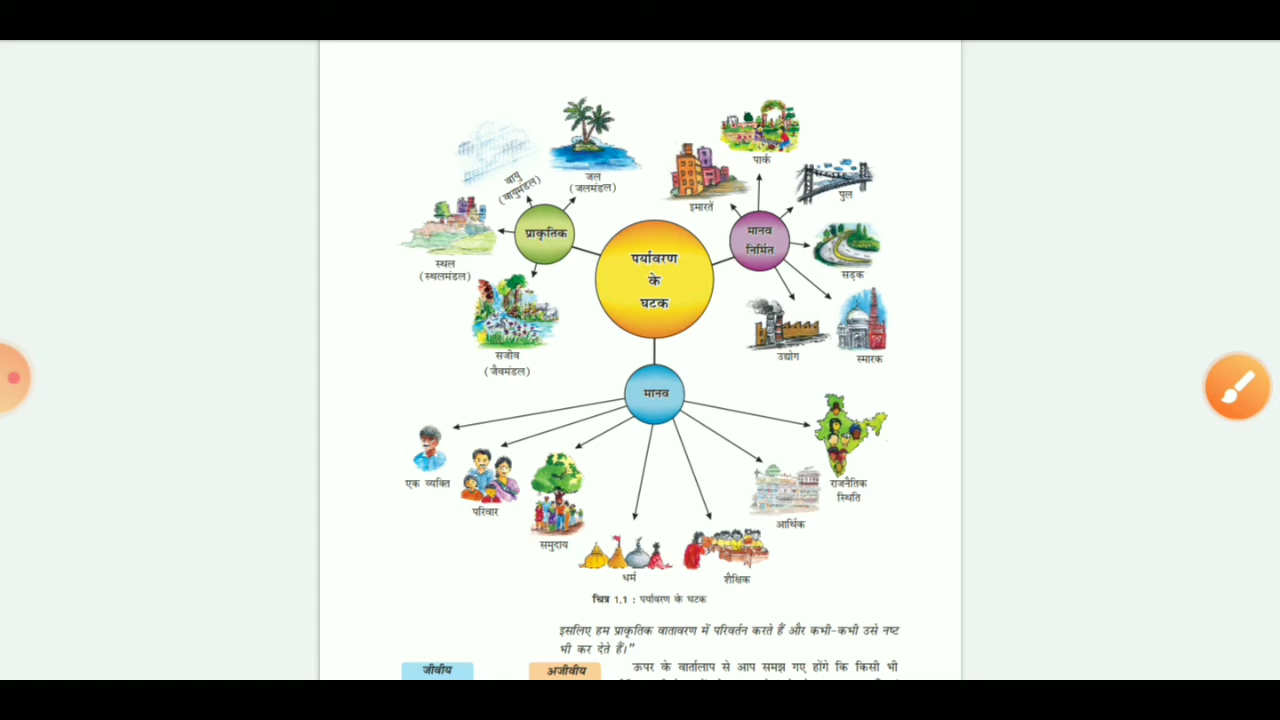 वायु
(वायुमंडल)
जल
(जलमंडल)
स्थल
(स्थलमंडल)
प्राकृतिक
सजीव
(जैवमंडल)
पर्यावरण
के
घटक
पार्क
इमारतें
पुल
मानव
निर्मित
सड़क
उद्योग
स्मारक
मानव
एक व्यक्ति
परिवार
समुदाय
धर्म
शैक्षिक
आर्थिक
राजनैतिक
स्थिति
चित्र 1.1 : पर्यावरण के घटक
इसलिए हम प्राकृतिक वातावरण में परिवर्तन करते हैं और कभी-कभी उसे नष्ट
भी कर देते हैं।”
जीवीय
अजीवीय
ऊपर के वार्तालाप से आप समझ गए होंगे कि किसी भी